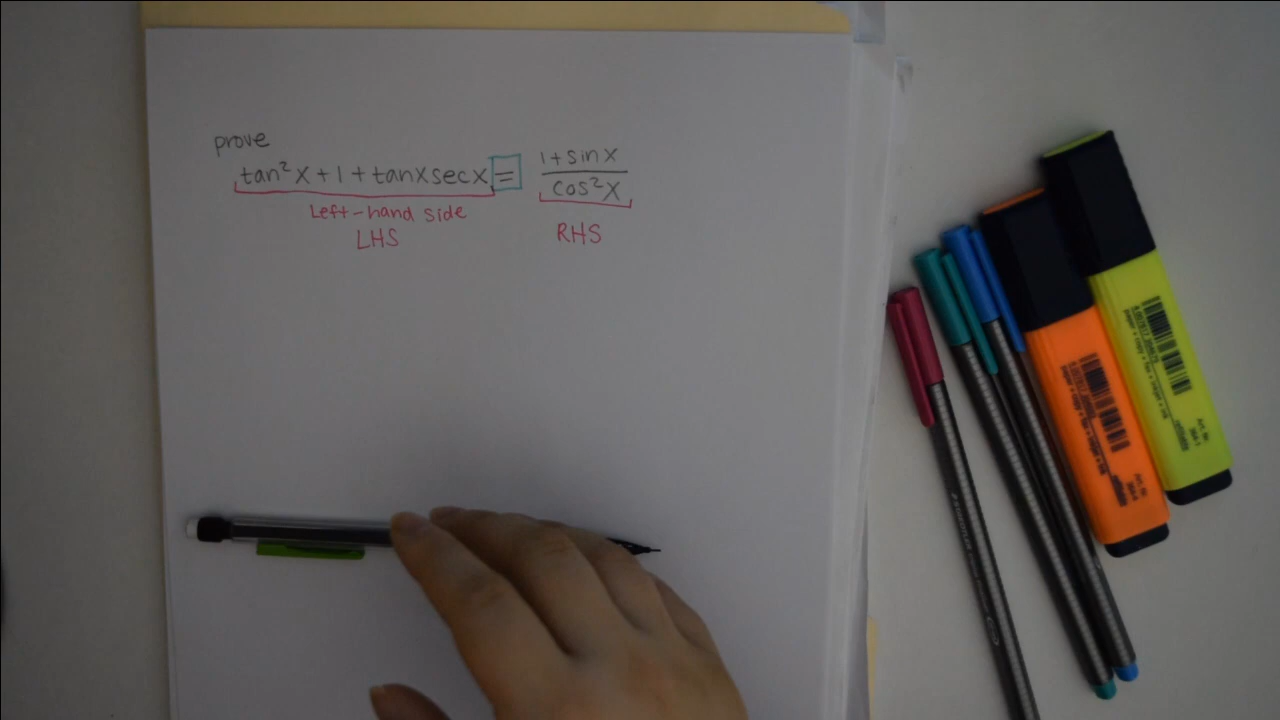 prove
tan²x + 1 + tanxsecx = 1+sinx / cos²x
Left-hand side
LHS
RHS